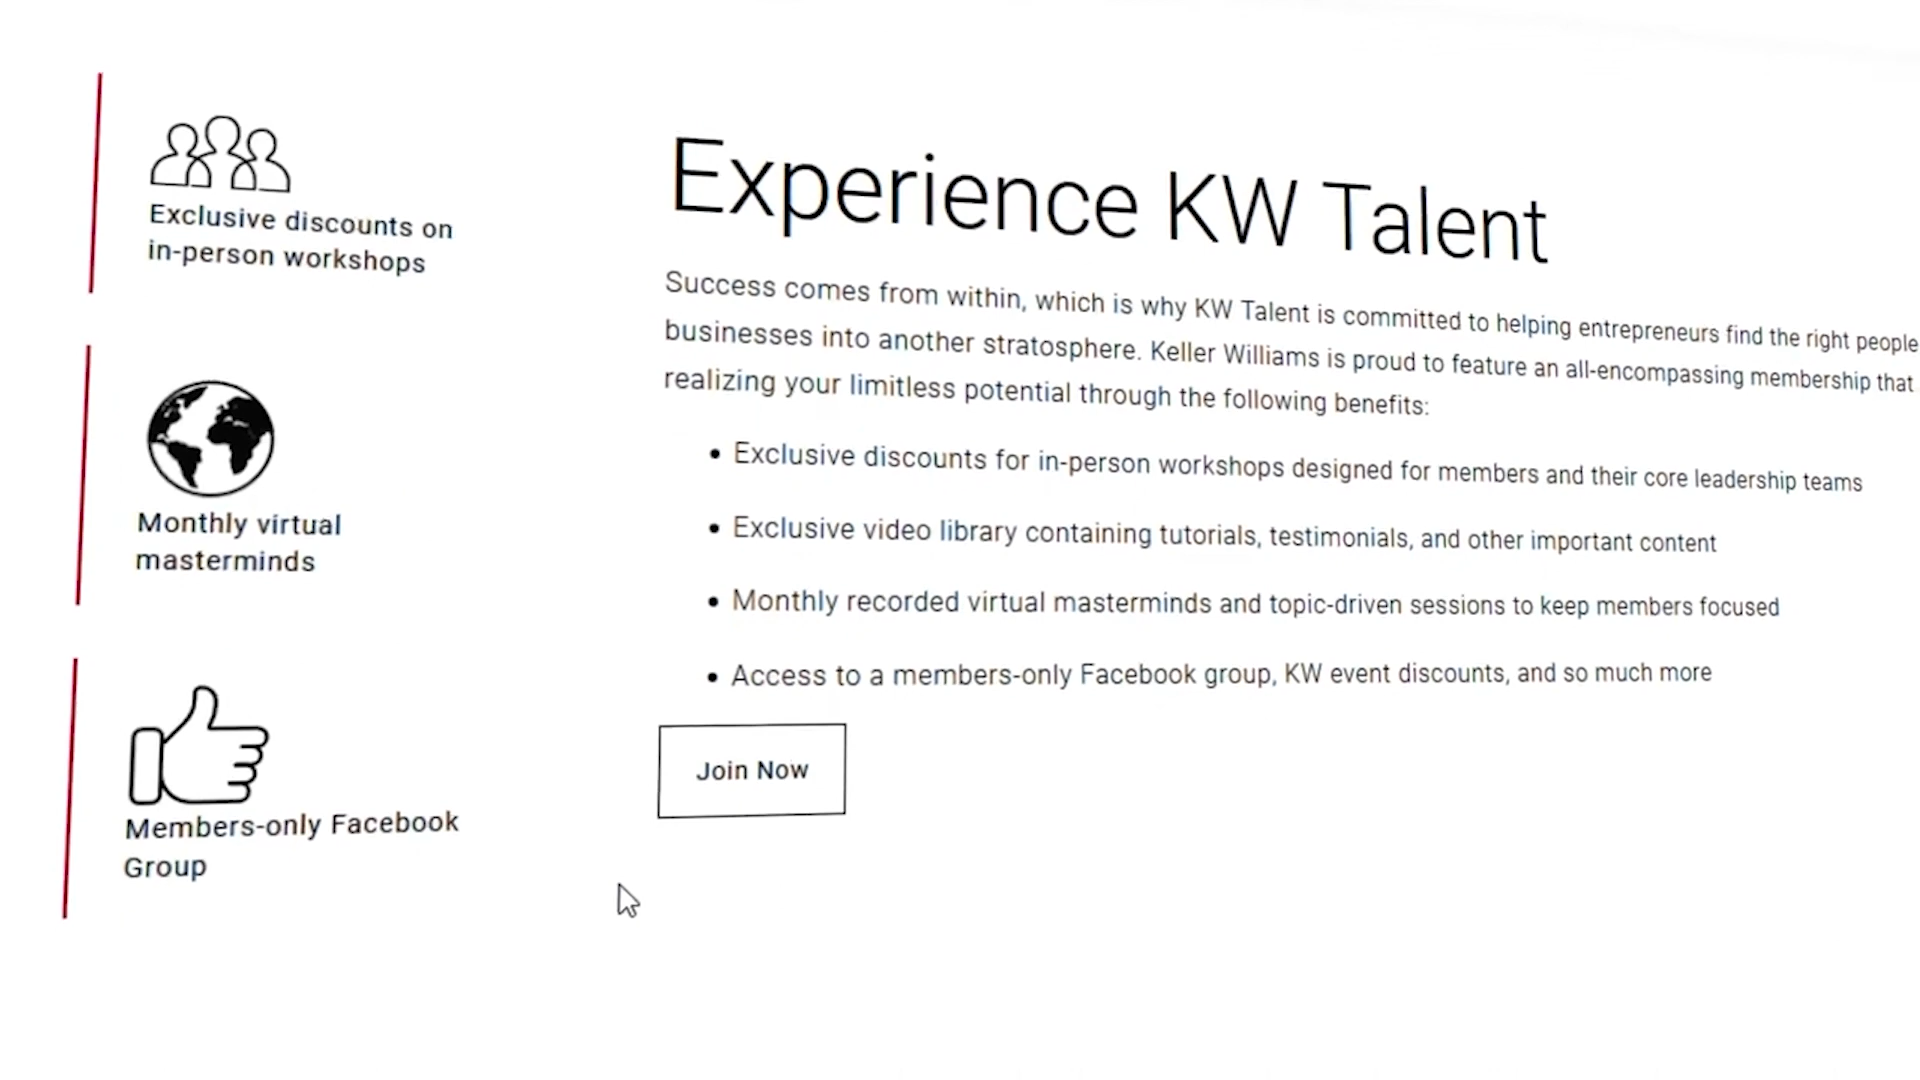 Exclusive discounts on
in-person workshops
Monthly virtual
masterminds
Members-only Facebook
Group
Experience KW Talent
Success comes from within, which is why KW Talent is committed to helping entrepreneurs find the right people
businesses into another stratosphere. Keller Williams is proud to feature an all-encompassing membership that
realizing your limitless potential through the following benefits:
• Exclusive discounts for in-person workshops designed for members and their core leadership teams
• Exclusive video library containing tutorials, testimonials, and other important content
• Monthly recorded virtual masterminds and topic-driven sessions to keep members focused
• Access to a members-only Facebook group, KW event discounts, and so much more
Join Now